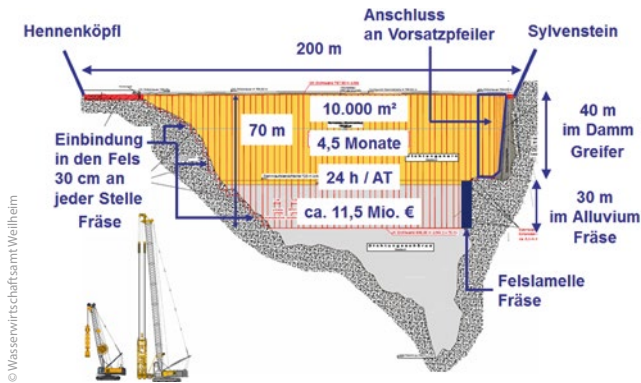 Hennenköpfl
Anschluss
an Vorsatzpfeiler
Sylvenstein
200 m
10.000 m²
70 m
4,5 Monate
24 h / AT
ca. 11,5 Mio. €
40 m
im Damm
Greifer
30 m
im Alluvium
Fräse
Einbindung
in den Fels
30 cm an
jeder Stelle
Fräse
Felslamelle
Fräse
© Wasserwirtschaftsamt Weilheim